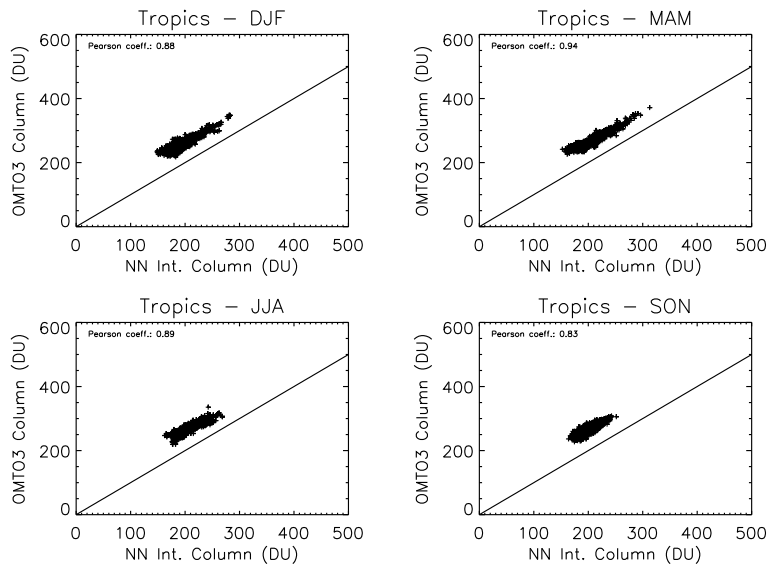 Tropics – DJF
Pearson coeff.: 0.88
OMTO3 Column (DU)
600
400
200
0
0 100 200 300 400 500
NN Int. Column (DU)
Tropics – MAM
Pearson coeff.: 0.94
OMTO3 Column (DU)
600
400
200
0
0 100 200 300 400 500
NN Int. Column (DU)
Tropics – JJA
Pearson coeff.: 0.89
OMTO3 Column (DU)
600
400
200
0
0 100 200 300 400 500
NN Int. Column (DU)
Tropics – SON
Pearson coeff.: 0.83
OMTO3 Column (DU)
600
400
200
0
0 100 200 300 400 500
NN Int. Column (DU)